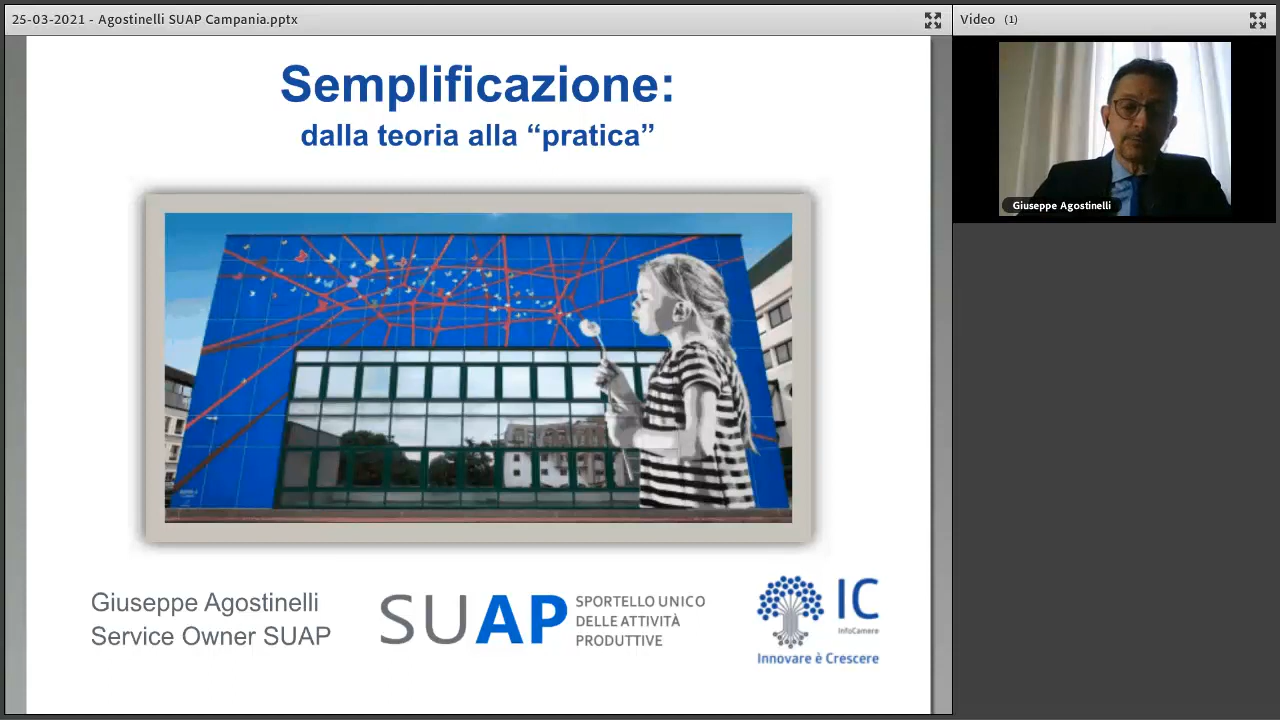 25-03-2021 - Agostinelli SUAP Campania.pptx
Video (1)
Semplificazione:
dalla teoria alla “pratica”
Giuseppe Agostinelli
Giuseppe Agostinelli
Service Owner SUAP
SUAP
SPORTELLO UNICO
DELLE ATTIVITÀ
PRODUTTIVE
IC
InfoCamere
Innovare è Crescere